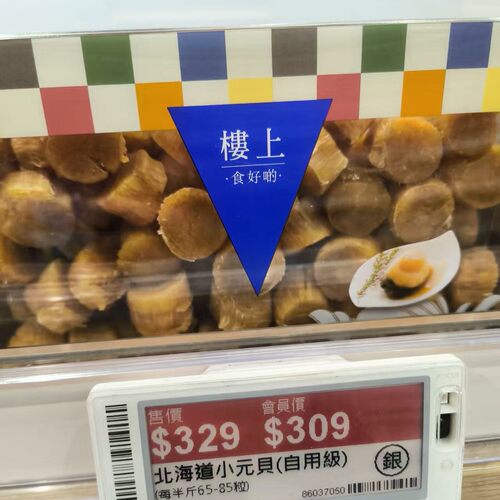 樓上
·食好啲·
售價 會員價
$329 $309
北海道小元貝(自用級) 銀
(每半斤65-85粒) 86037050